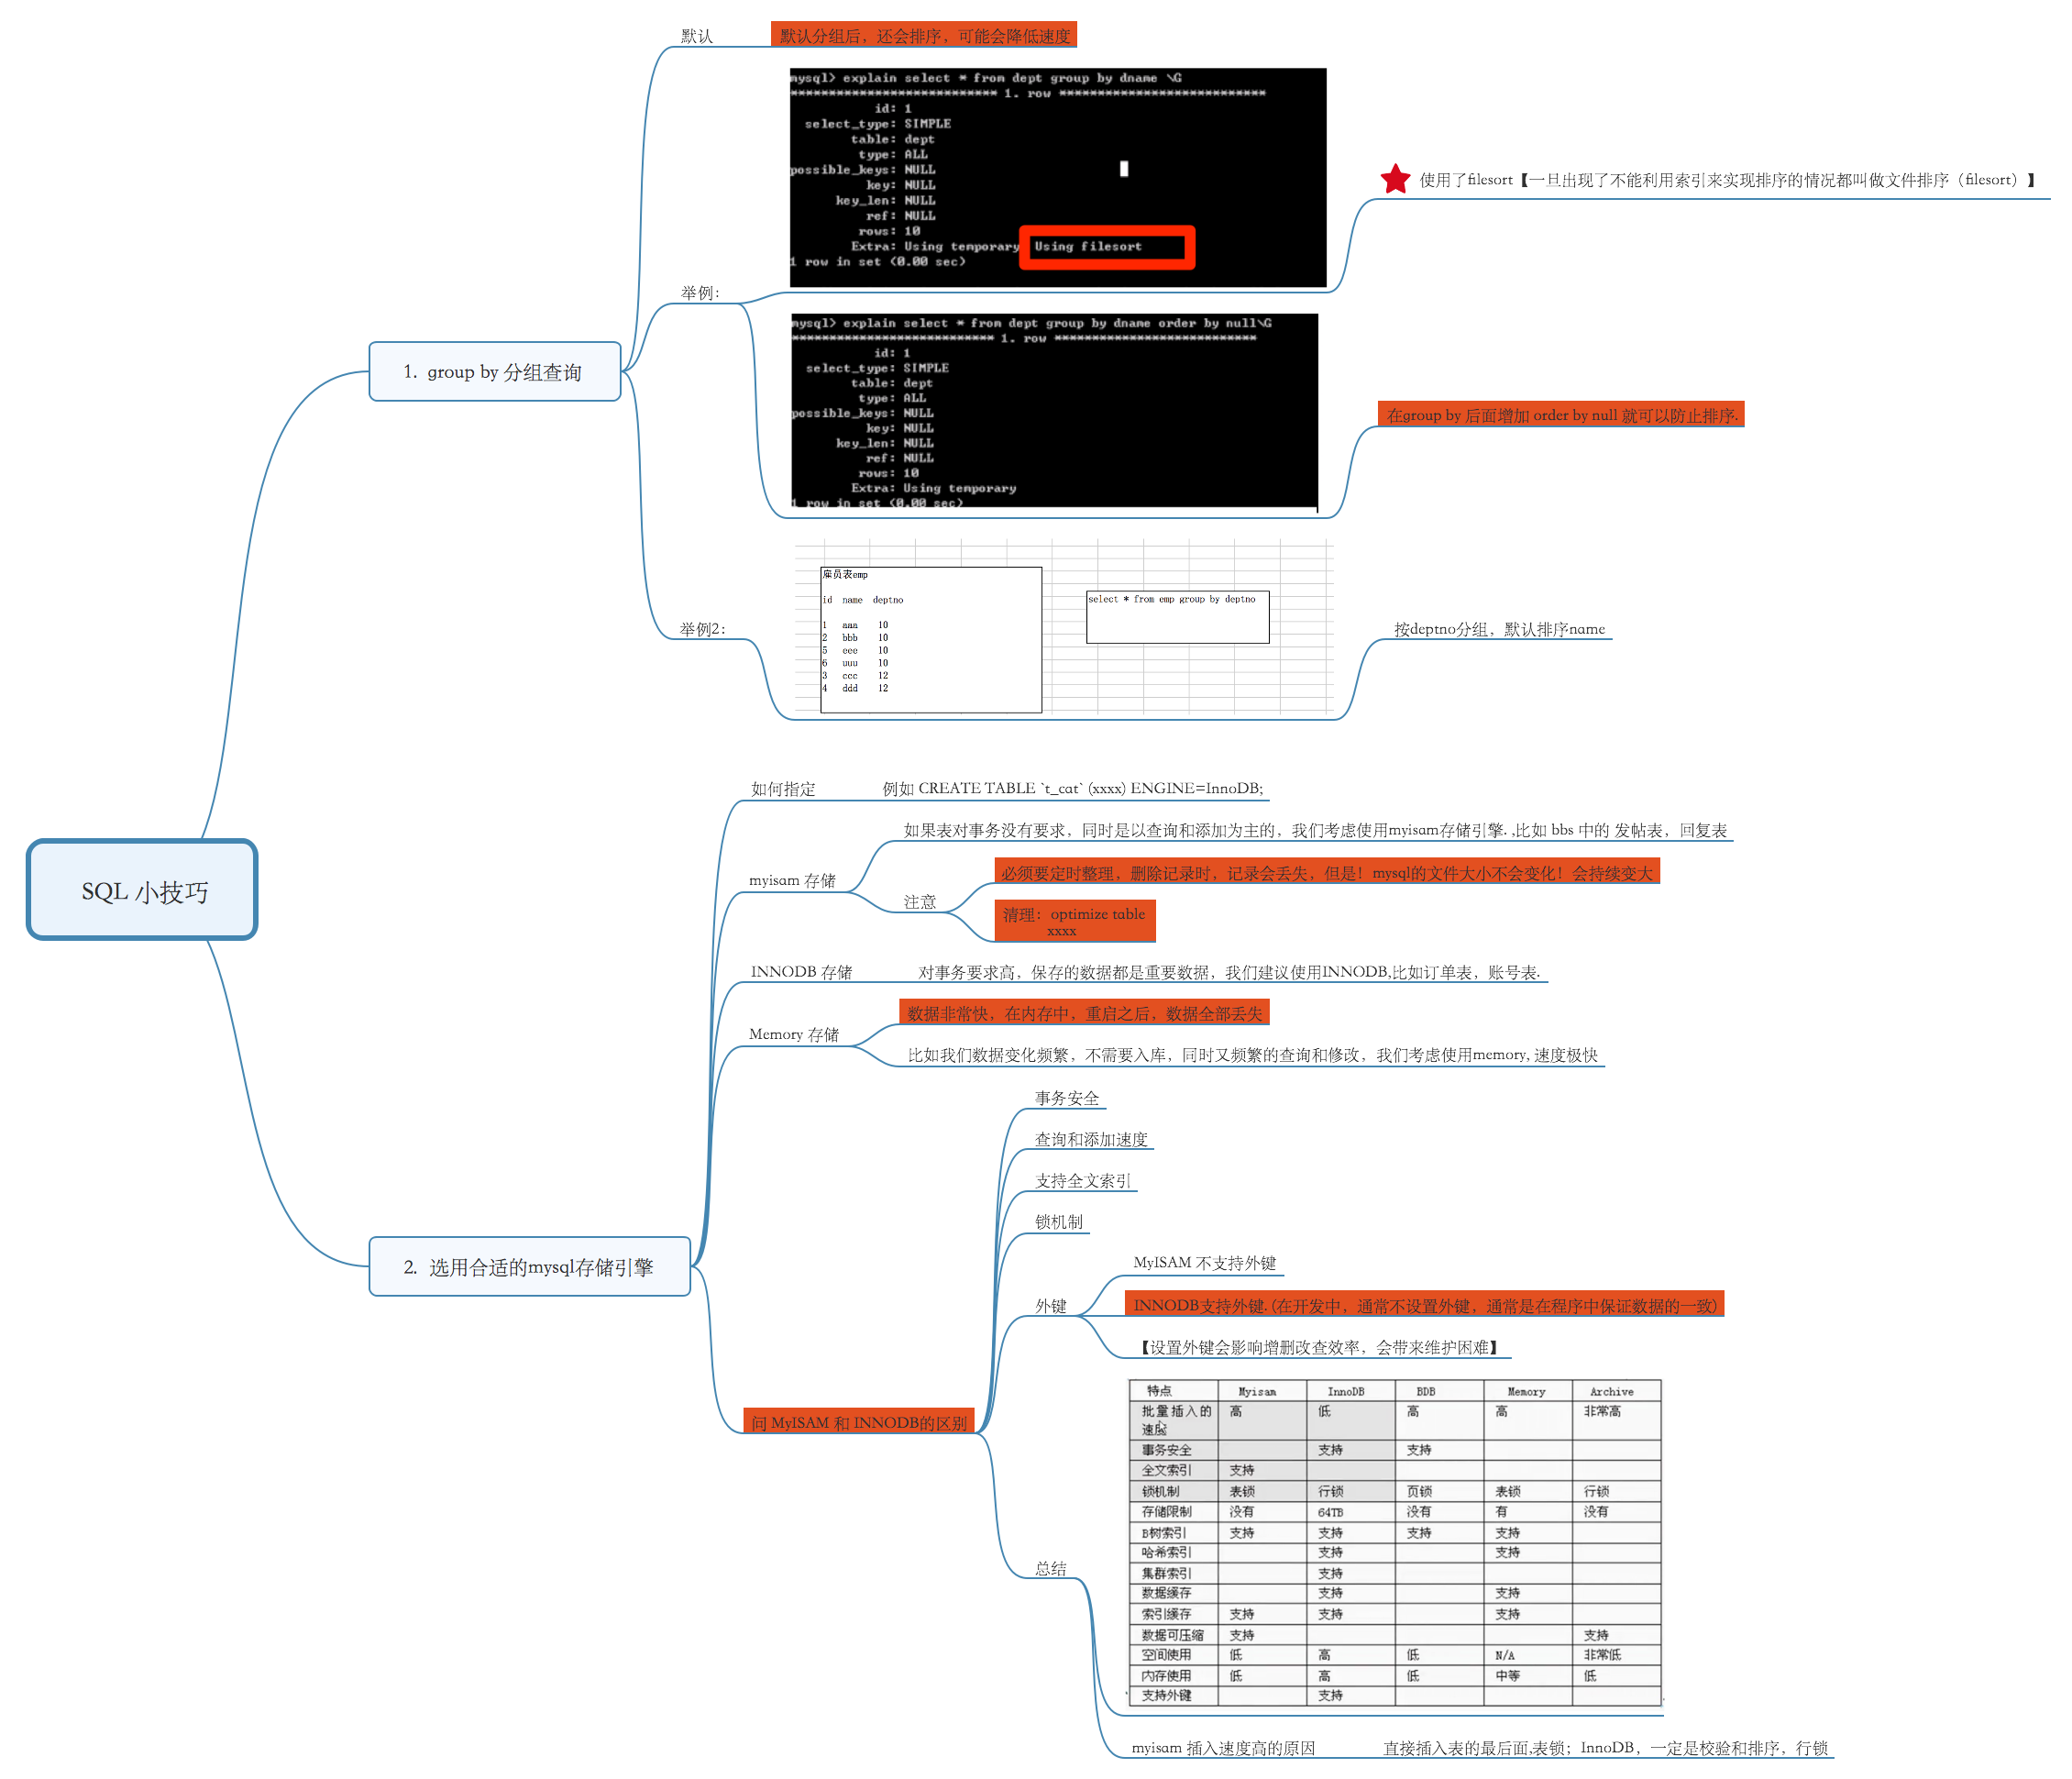 SQL 小技巧
1. group by 分组查询
默认
默认分组后，还会排序，可能会降低速度
举例：
mysql> explain select * from dept group by dname \G
*************************** 1. row ***************************
id: 1
select_type: SIMPLE
table: dept
type: ALL
possible_keys: NULL
key: NULL
key_len: NULL
ref: NULL
rows: 10
Extra: Using temporary Using filesort
1 row in set (0.00 sec)
使用了filesort【一旦出现了不能利用索引来实现排序的情况都叫做文件排序（filesort）】
mysql> explain select * from dept group by dname order by null\G
*************************** 1. row ***************************
id: 1
select_type: SIMPLE
table: dept
type: ALL
possible_keys: NULL
key: NULL
key_len: NULL
ref: NULL
rows: 10
Extra: Using temporary
1 row in set (0.00 sec)
在group by 后面增加 order by null 就可以防止排序.
举例2：
雇员表emp
id name deptno
1 aaa 10
2 bbb 10
5 eee 10
6 uuu 10
3 ccc 12
4 ddd 12
select * from emp group by deptno
按deptno分组，默认排序name
2. 选用合适的mysql存储引擎
如何指定
例如 CREATE TABLE `t_cat` (xxxx) ENGINE=InnoDB;
myisam 存储
如果表对事务没有要求，同时是以查询和添加为主的，我们考虑使用myisam存储引擎. ,比如 bbs 中的 发帖表，回复表
注意
必须要定时整理，删除记录时，记录会丢失，但是！mysql的文件大小不会变化！会持续变大
清理：optimize table
xxxx
INNODB 存储
对事务要求高，保存的数据都是重要数据，我们建议使用INNODB,比如订单表，账号表.
Memory 存储
数据非常快，在内存中，重启之后，数据全部丢失
比如我们数据变化频繁，不需要入库，同时又频繁的查询和修改，我们考虑使用memory, 速度极快
问 MyISAM 和 INNODB的区别
事务安全
查询和添加速度
支持全文索引
锁机制
外键
MyISAM 不支持外键
INNODB支持外键. (在开发中，通常不设置外键，通常是在程序中保证数据的一致)
【设置外键会影响增删改查效率，会带来维护困难】
总结
特点 Myisam InnoDB BDB Memory Archive
批量插入的 高 低 高 高 非常高
速度
事务安全 支持 支持
全文索引 支持
锁机制 表锁 行锁 页锁 表锁 行锁
存储限制 没有 64TB 没有 有 没有
B树索引 支持 支持 支持 支持
哈希索引 支持 支持
集群索引 支持
数据缓存 支持 支持
索引缓存 支持 支持 支持
数据可压缩 支持 支持
空间使用 低 高 低 N/A 非常低
内存使用 低 高 低 中等 低
支持外键 支持
myisam 插入速度高的原因
直接插入表的最后面,表锁；InnoDB，一定是校验和排序，行锁